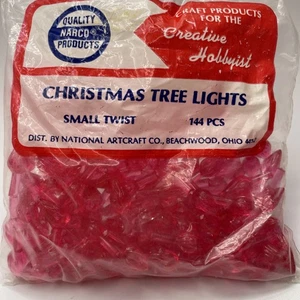 QUALITY
NARCO
PRODUCTS
CRAFT PRODUCTS
FOR THE
Creative
Hobbyist
CHRISTMAS TREE LIGHTS
SMALL TWIST 144 PCS
DIST. BY NATIONAL ARTCRAFT CO., BEACHWOOD, OHIO